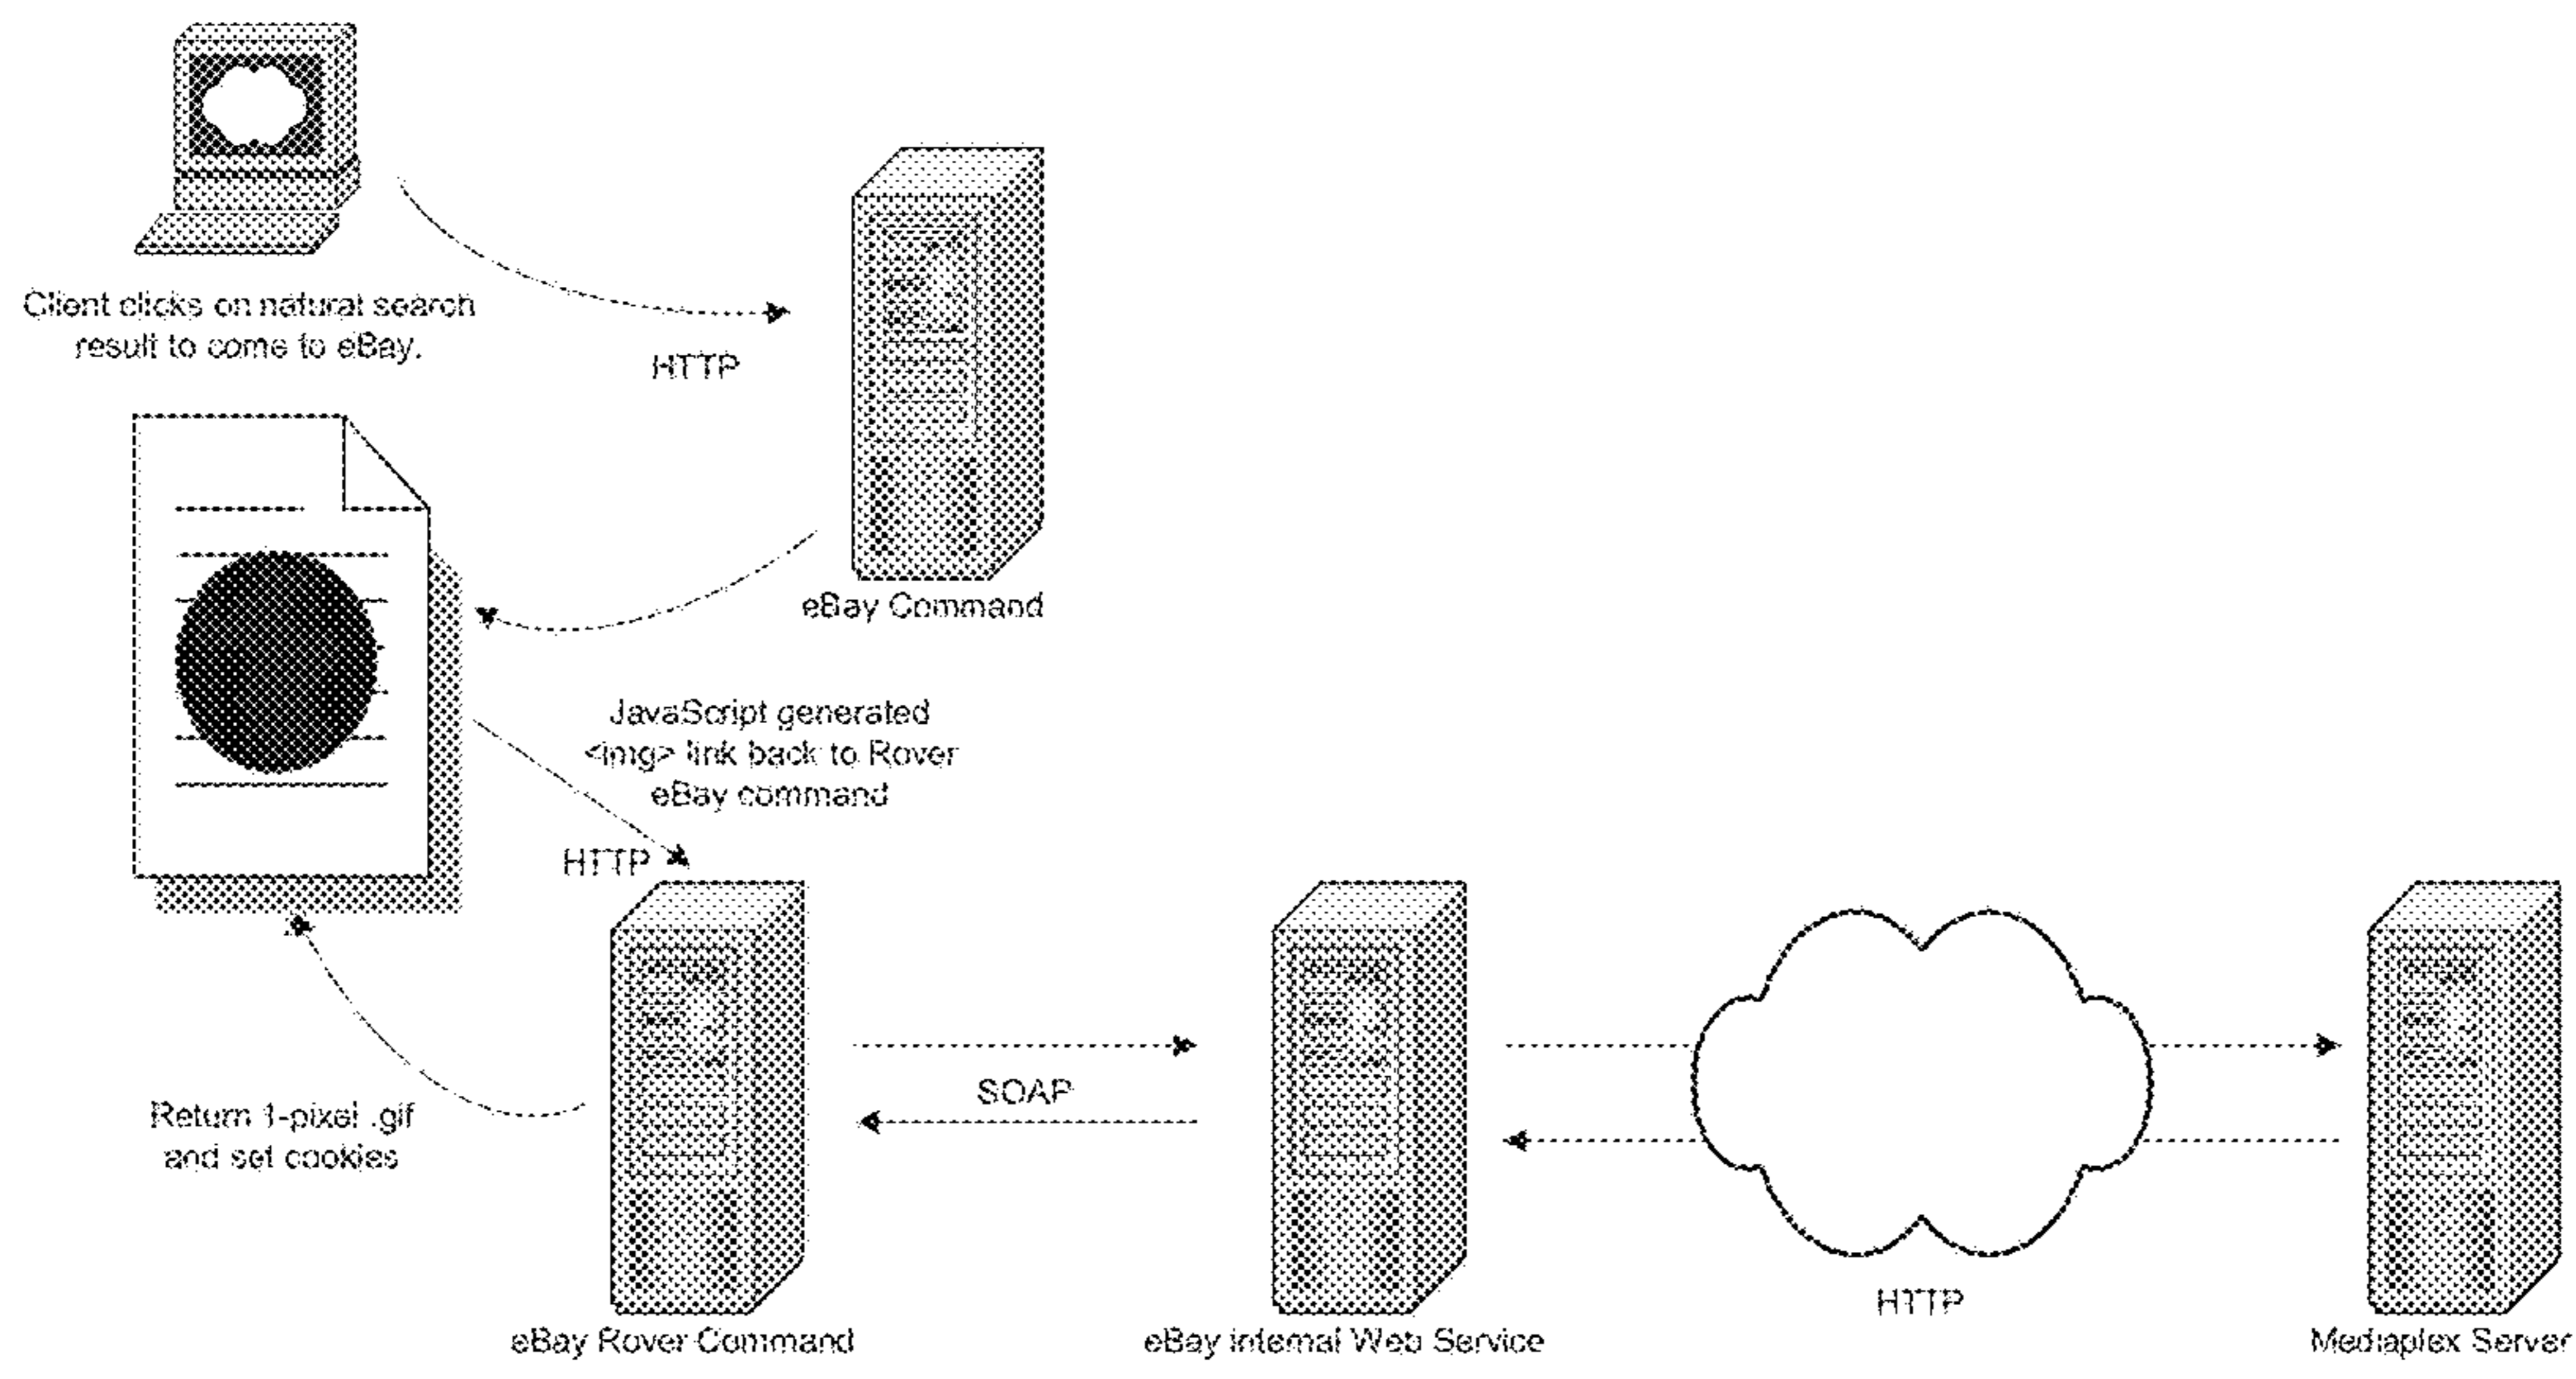 Client clicks on natural search
result to come to eBay.
HTTP
eBay Command
JavaScript generated
<img> link back to Rover
eBay command
HTTP
Return 1-pixel .gif
and set cookies
SOAP
HTTP
eBay Rover Command
eBay internal Web Service
Mediaplex Server